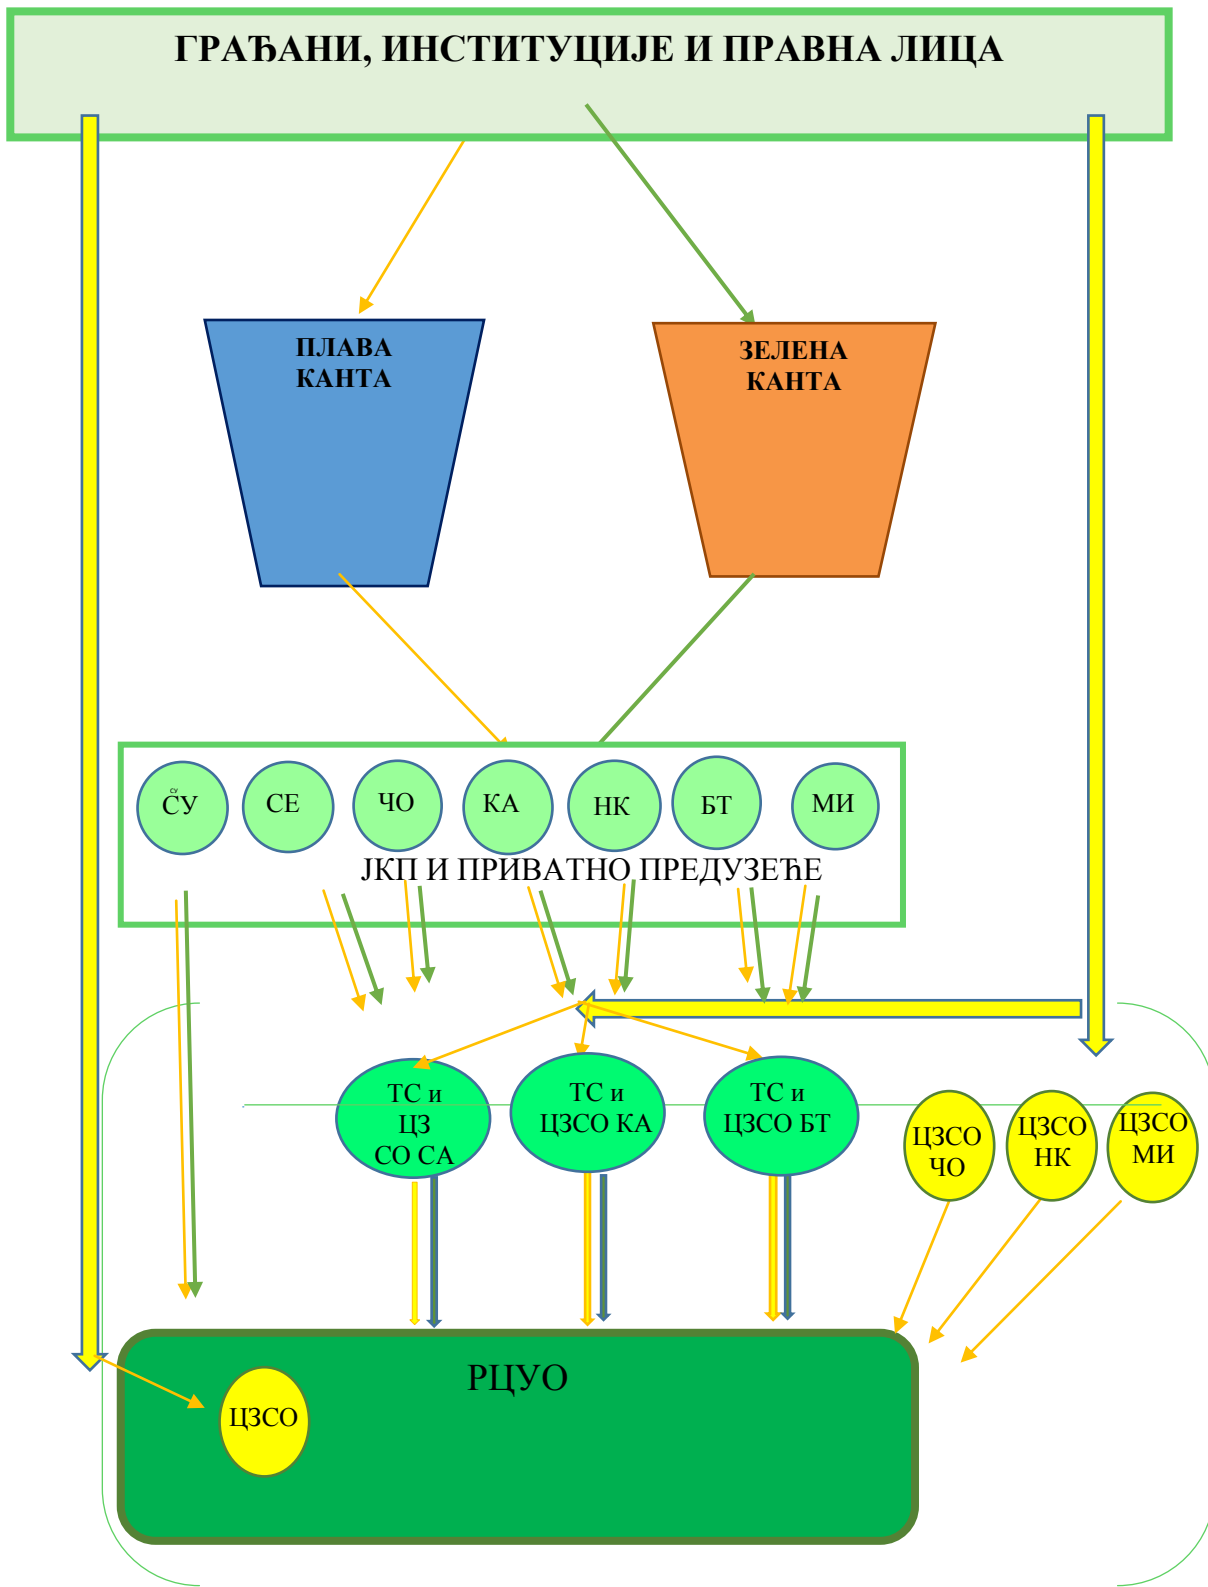 ГРАЂАНИ, ИНСТИТУЦИЈЕ И ПРАВНА ЛИЦА
ПЛАВА
КАНТА
ЗЕЛЕНА
КАНТА
СУ
СУ
СЕ
ЧО
КА
НК
БТ
МИ
ЈКП И ПРИВАТНО ПРЕДУЗЕЋЕ
ТС и
ЦЗ
СО СА
ТС и
ЦЗСО КА
ТС и
ЦЗСО БТ
ЦЗСО
ЧО
ЦЗСО
НК
ЦЗСО
МИ
РЦУО
ЦЗСО